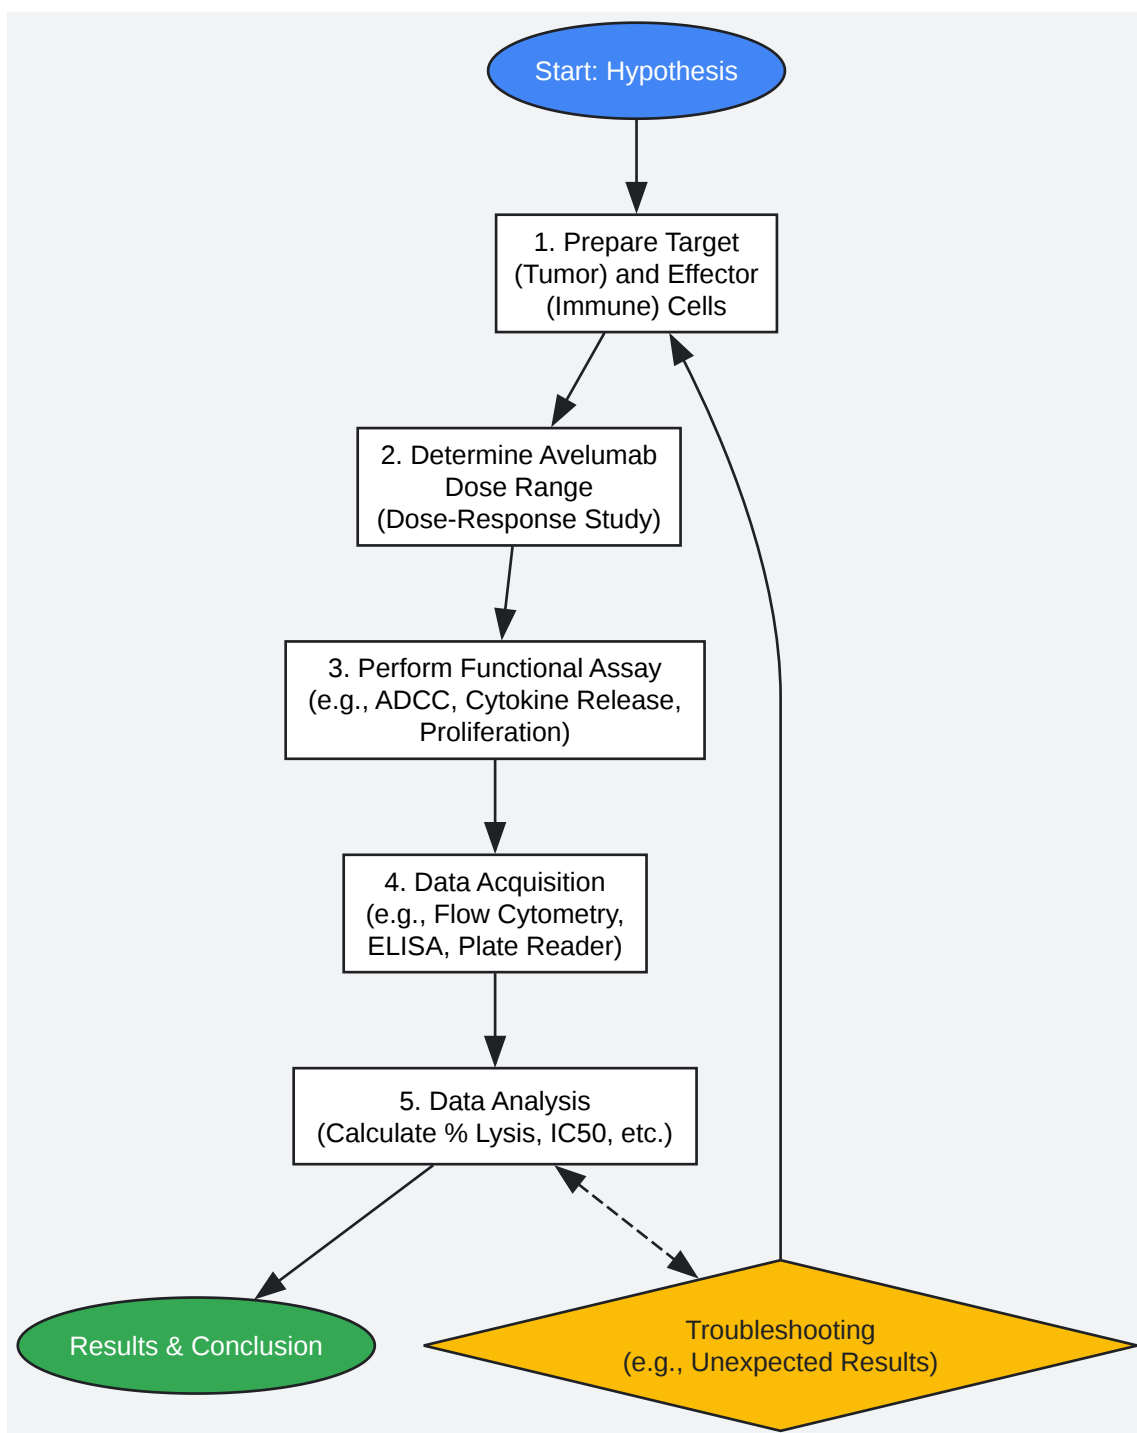 Start: Hypothesis
1. Prepare Target
(Tumor) and Effector
(Immune) Cells
2. Determine Avelumab
Dose Range
(Dose-Response Study)
3. Perform Functional Assay
(e.g., ADCC, Cytokine Release,
Proliferation)
4. Data Acquisition
(e.g., Flow Cytometry,
ELISA, Plate Reader)
5. Data Analysis
(Calculate % Lysis, IC50, etc.)
Results & Conclusion
Troubleshooting
(e.g., Unexpected Results)